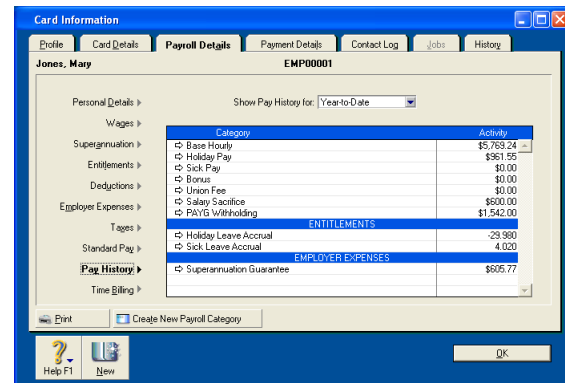 Card Information
Profile Card Details Payroll Details Payment Details Contact Log Jobs History
Jones, Mary EMP00001
Personal Details
Wages
Superannuation
Entitlements
Deductions
Employer Expenses
Taxes
Standard Pay
Pay History
Time Billing
Show Pay History for: Year-to-Date
Category Activity
Base Hourly $5,769.24
Holiday Pay $961.55
Sick Pay $0.00
Bonus $0.00
Union Fee $0.00
Salary Sacrifice $600.00
PAYG Withholding $1,542.00
ENTITLEMENTS
Holiday Leave Accrual -29.980
Sick Leave Accrual 4.020
EMPLOYER EXPENSES
Superannuation Guarantee $605.77
Print Create New Payroll Category
Help F1 New OK